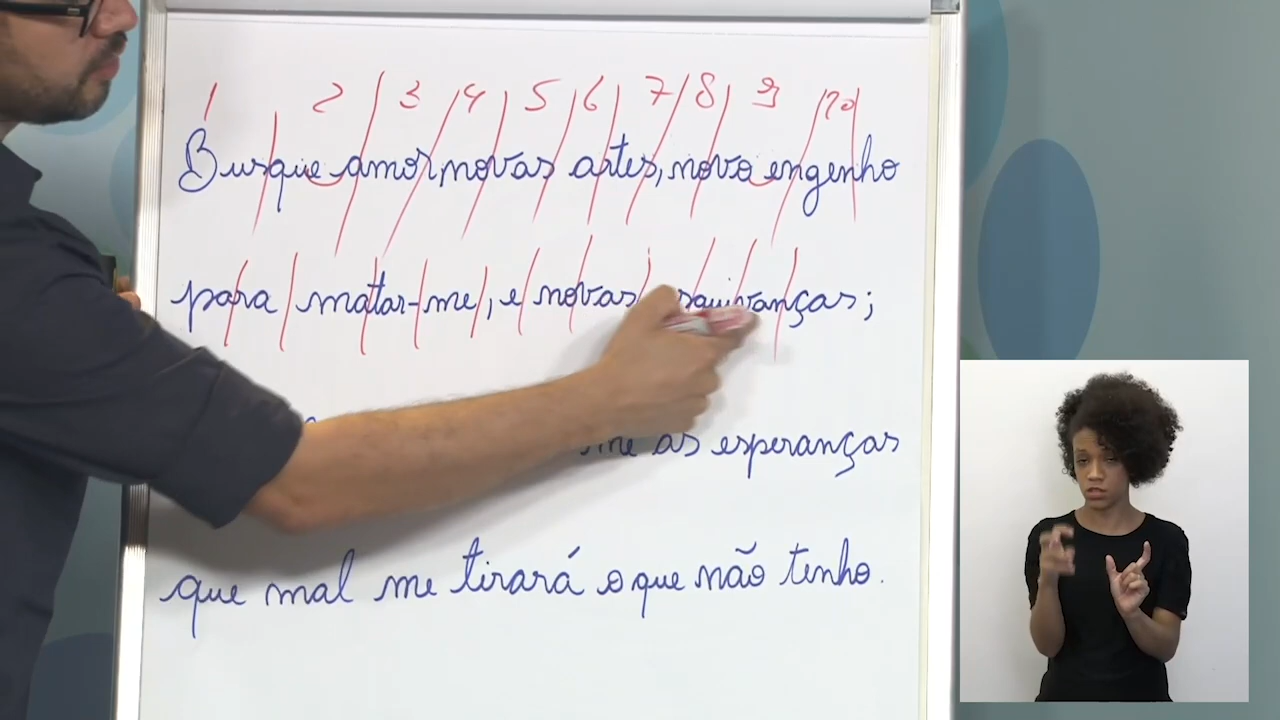 1 2 3 4 5 6 7 8 9 10
Busque amor novas artes, novo engenho
para matar-me, e novas esquivanças;
me as esperanças
que mal me tirará o que não tenho.